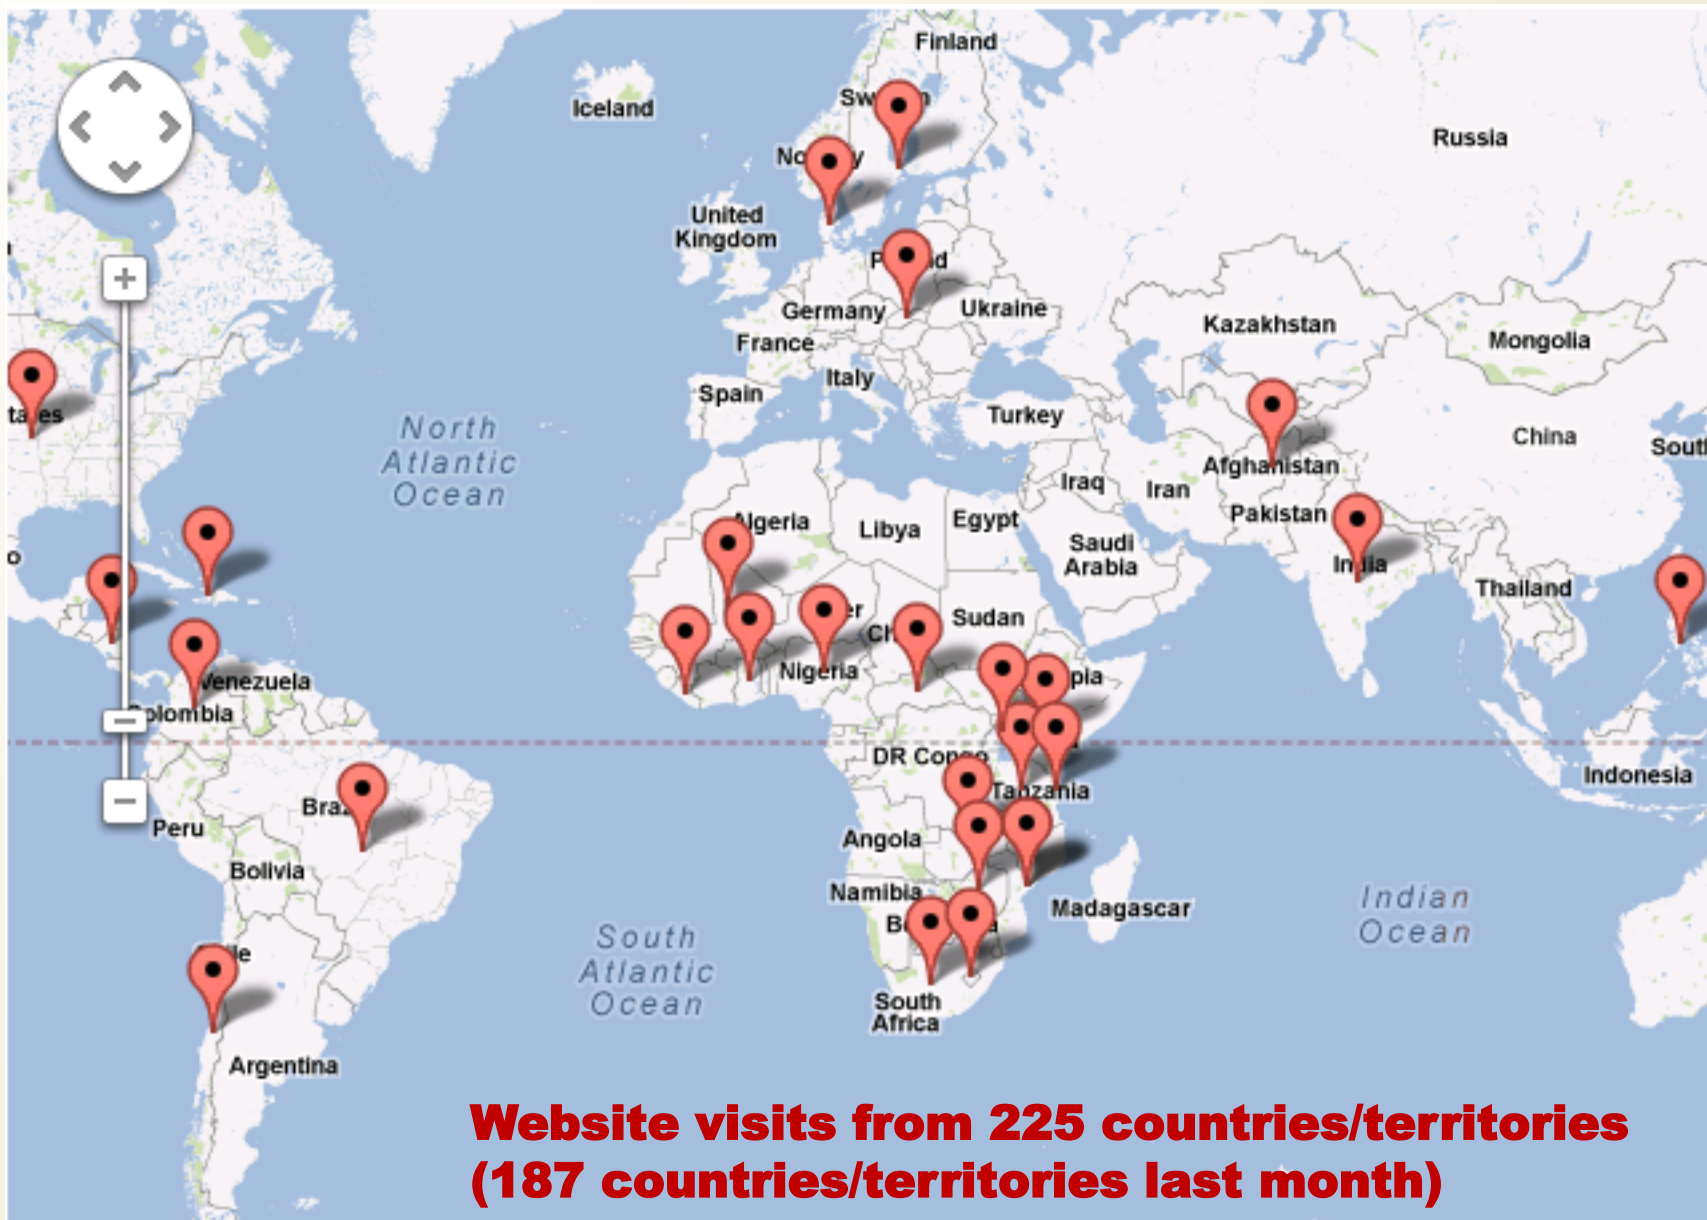 Finland
Iceland
Russia
United
Kingdom
Germany
Ukraine
Kazakhstan
Mongolia
France
Italy
Spain
Turkey
China
North
Atlantic
Ocean
Afghanistan
Iraq
Iran
Pakistan
Algeria
Libya
Egypt
Saudi
Arabia
India
Thailand
Sudan
Nigeria
Venezuela
Colombia
DR Congo
Tanzania
Indonesia
Peru
Angola
Bolivia
Namibia
Madagascar
Indian
Ocean
South
Atlantic
Ocean
South
Africa
Argentina
Website visits from 225 countries/territories
(187 countries/territories last month)